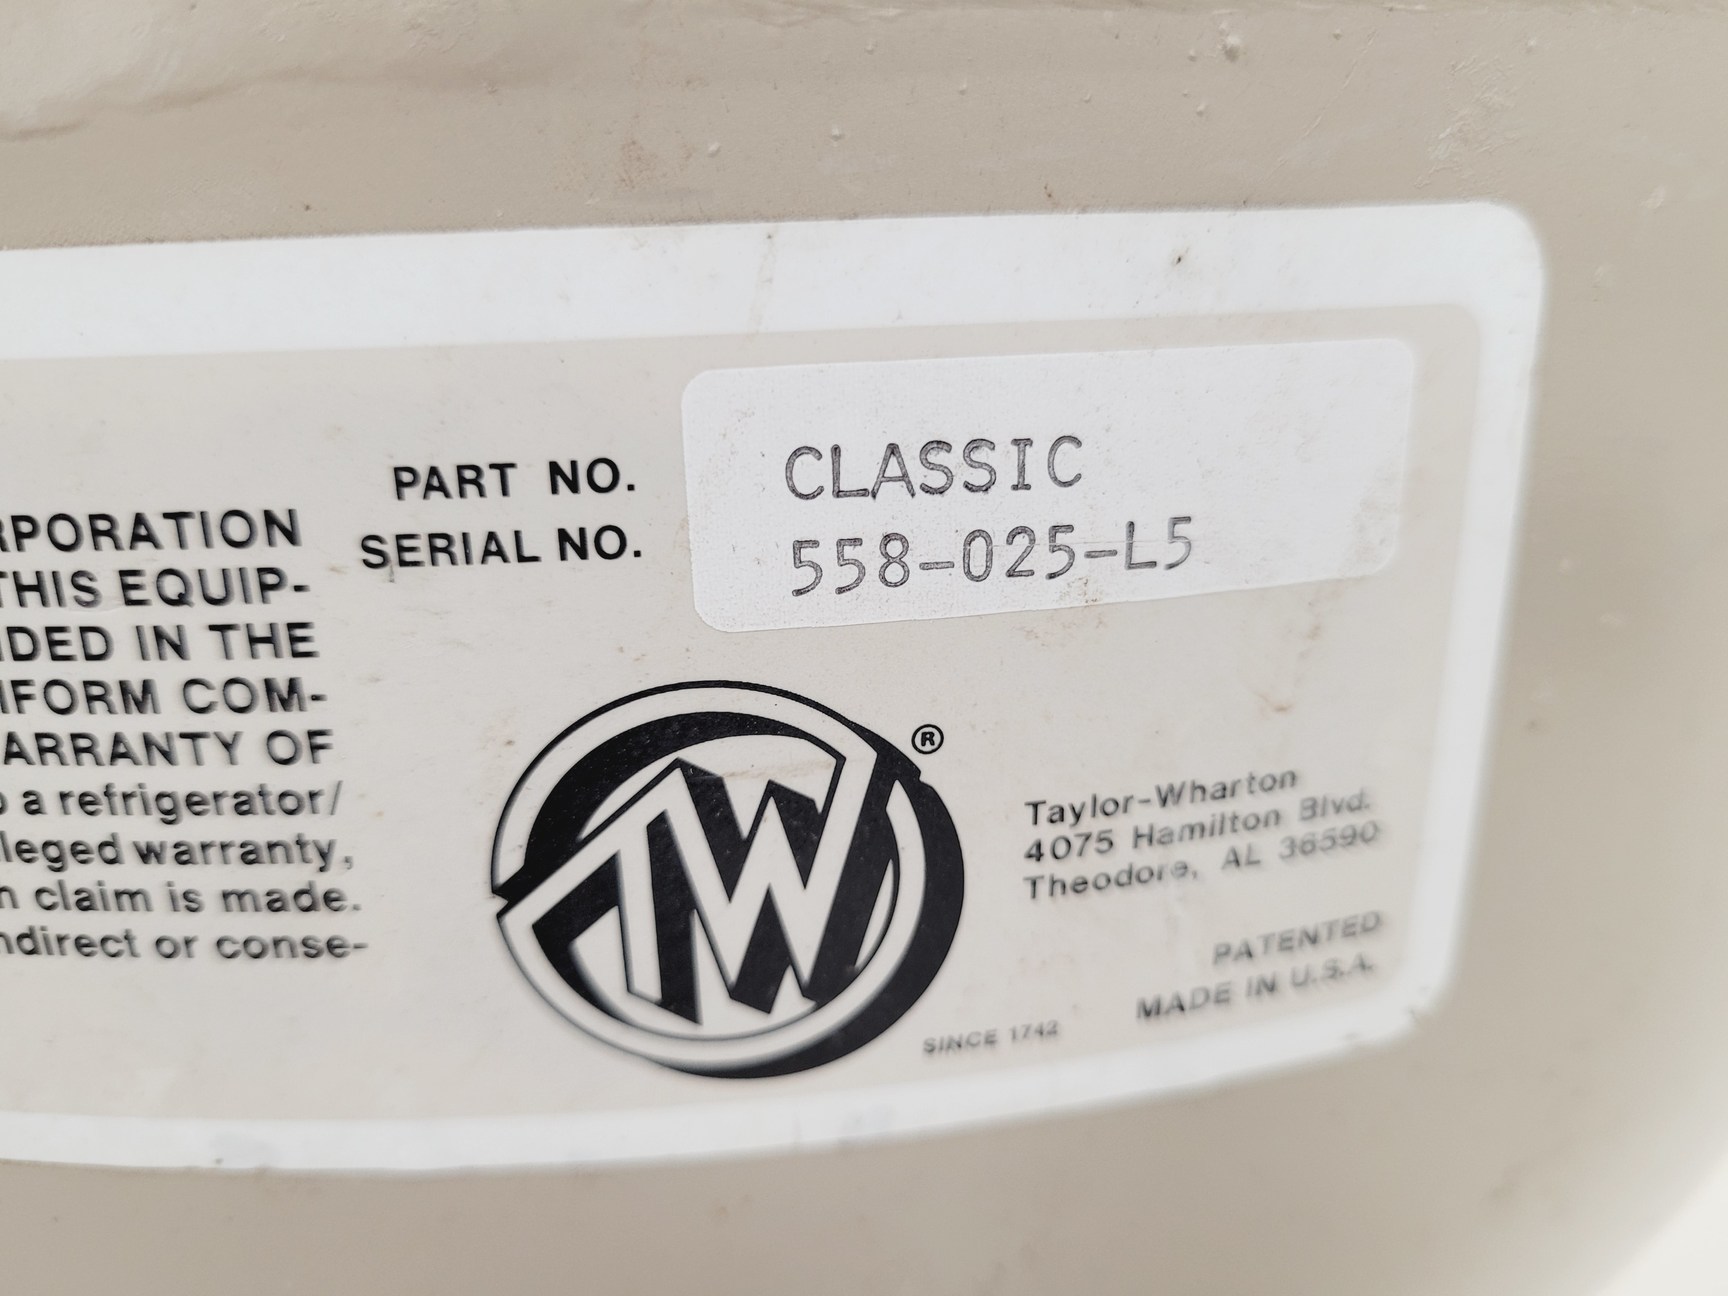 RPORATION
THIS EQUIP-
DED IN THE
IFORM COM-
ARRANTY OF
a refrigerator/
leged warranty,
n claim is made.
ndirect or conse-
PART NO. CLASSIC
SERIAL NO. 558-025-L5
TW ®
SINCE 1742
Taylor-Wharton
4075 Hamilton Blvd.
Theodore, AL 36590
PATENTED
MADE IN U.S.A.